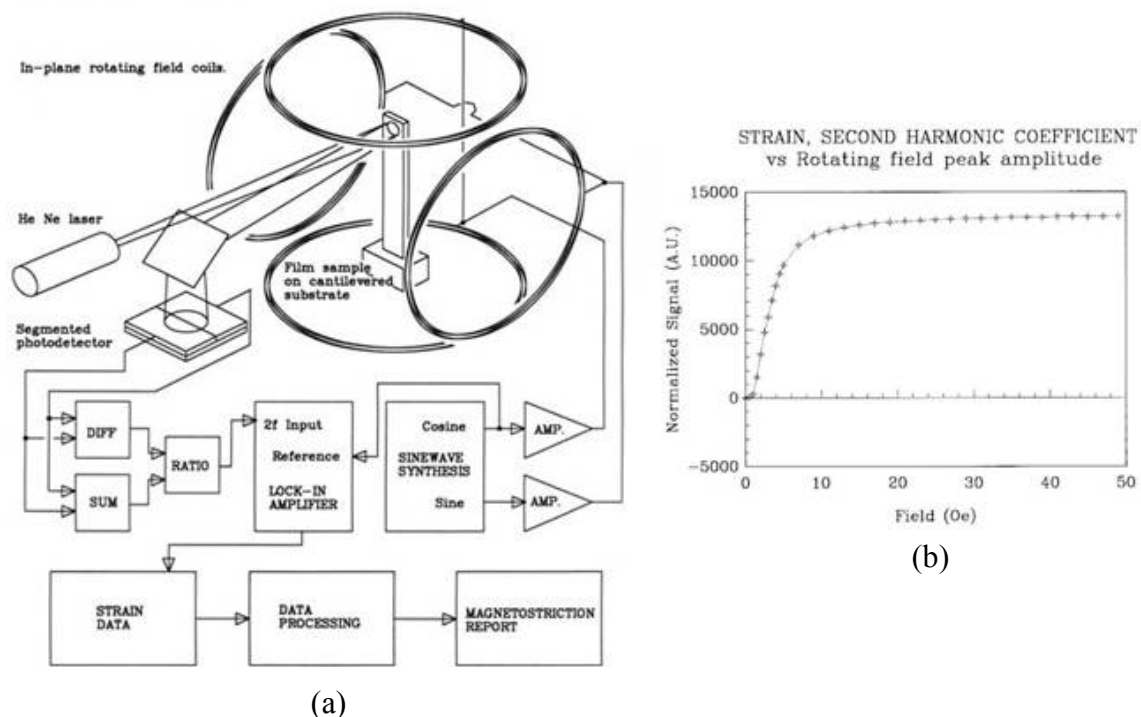 In-plane rotating field coils.
He Ne laser
Film sample
on cantilevered
substrate
Segmented
photodetector
DIFF
SUM
RATIO
2f Input
Reference
LOCK-IN
AMPLIFIER
Cosine
SINEWAVE
SYNTHESIS
Sine
AMP.
AMP.
STRAIN
DATA
DATA
PROCESSING
MAGNETOSTRICTION
REPORT
(a)
STRAIN, SECOND HARMONIC COEFFICIENT
vs Rotating field peak amplitude
Normalized Signal (A.U.)
15000
10000
5000
0
-5000
0 10 20 30 40 50
Field (Oe)
(b)